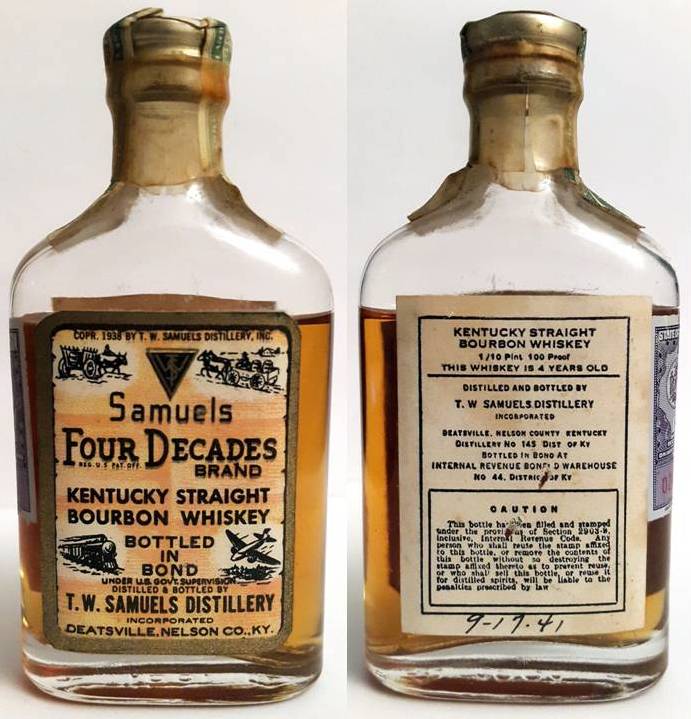 COPR. 1938 BY T. W. SAMUELS DISTILLERY, INC.
Samuels
FOUR DECADES
REG. U.S. PAT. OFF.
BRAND
KENTUCKY STRAIGHT
BOURBON WHISKEY
BOTTLED
IN
BOND
UNDER U.S. GOVT. SUPERVISION
DISTILLED & BOTTLED BY
T.W. SAMUELS DISTILLERY
INCORPORATED
DEATSVILLE, NELSON CO., KY.
KENTUCKY STRAIGHT
BOURBON WHISKEY
1/10 Pint 100 Proof
THIS WHISKEY IS 4 YEARS OLD
DISTILLED AND BOTTLED BY
T. W SAMUELS DISTILLERY
INCORPORATED
DEATSVILLE, NELSON COUNTY KENTUCKY
DISTILLERY NO 145 DIST OF KY
BOTTLED IN BOND AT
INTERNAL REVENUE BOND D WAREHOUSE
NO 44, DISTRICT OF KY
CAUTION
This bottle has been filled and stamped
under the provisions of Section 2903-9,
inclusive, Internal Revenue Code. Any
person who shall reuse the stamp affixed
to this bottle, or remove the contents of
this bottle without so destroying the
stamp affixed thereto as to prevent reuse,
or who shall sell this bottle, or reuse it
for distilled spirits, will be liable to the
penalties prescribed by law
9-17-41